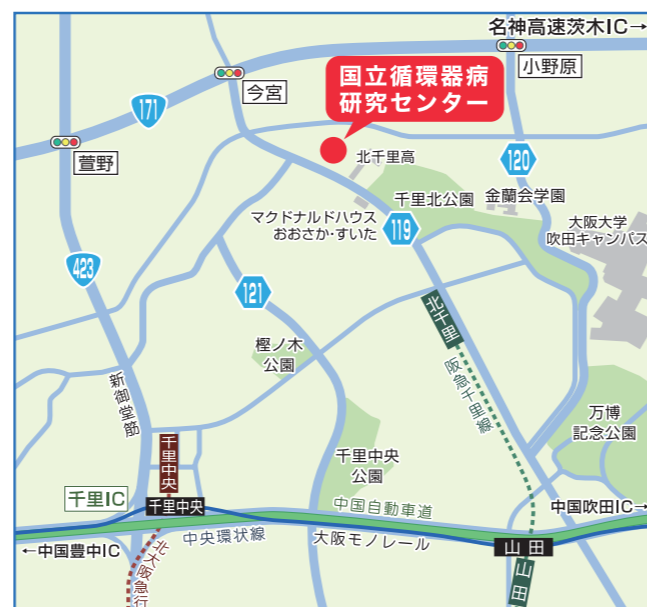 名神高速茨木IC→
小野原
今宮
国立循環器病
研究センター
171
萱野
北千里高
120
千里北公園
金蘭会学園
マクドナルドハウス
おおさか・すいた
119
大阪大学
吹田キャンパス
423
121
北千里
樫ノ木
公園
阪急千里線
新御堂筋
万博
記念公園
千里中央
千里中央
公園
千里IC
千里中央
中国自動車道
中国吹田IC→
←中国豊中IC
中央環状線
大阪モノレール
山田
北大阪急行
山田